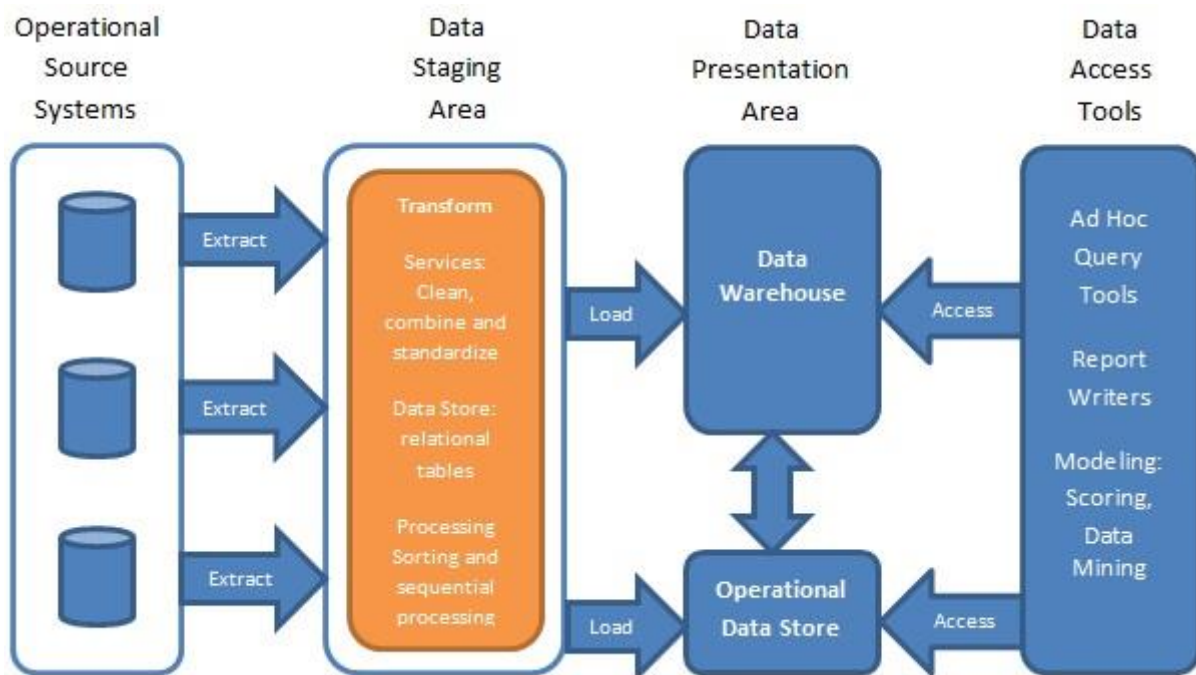 Operational
Source
Systems
Data
Staging
Area
Data
Presentation
Area
Data
Access
Tools
Extract
Extract
Extract
Transform
Services:
Clean,
combine and
standardize
Data Store:
relational
tables
Processing
Sorting and
sequential
processing
Load
Load
Data
Warehouse
Operational
Data Store
Access
Access
Ad Hoc
Query
Tools
Report
Writers
Modeling:
Scoring,
Data
Mining